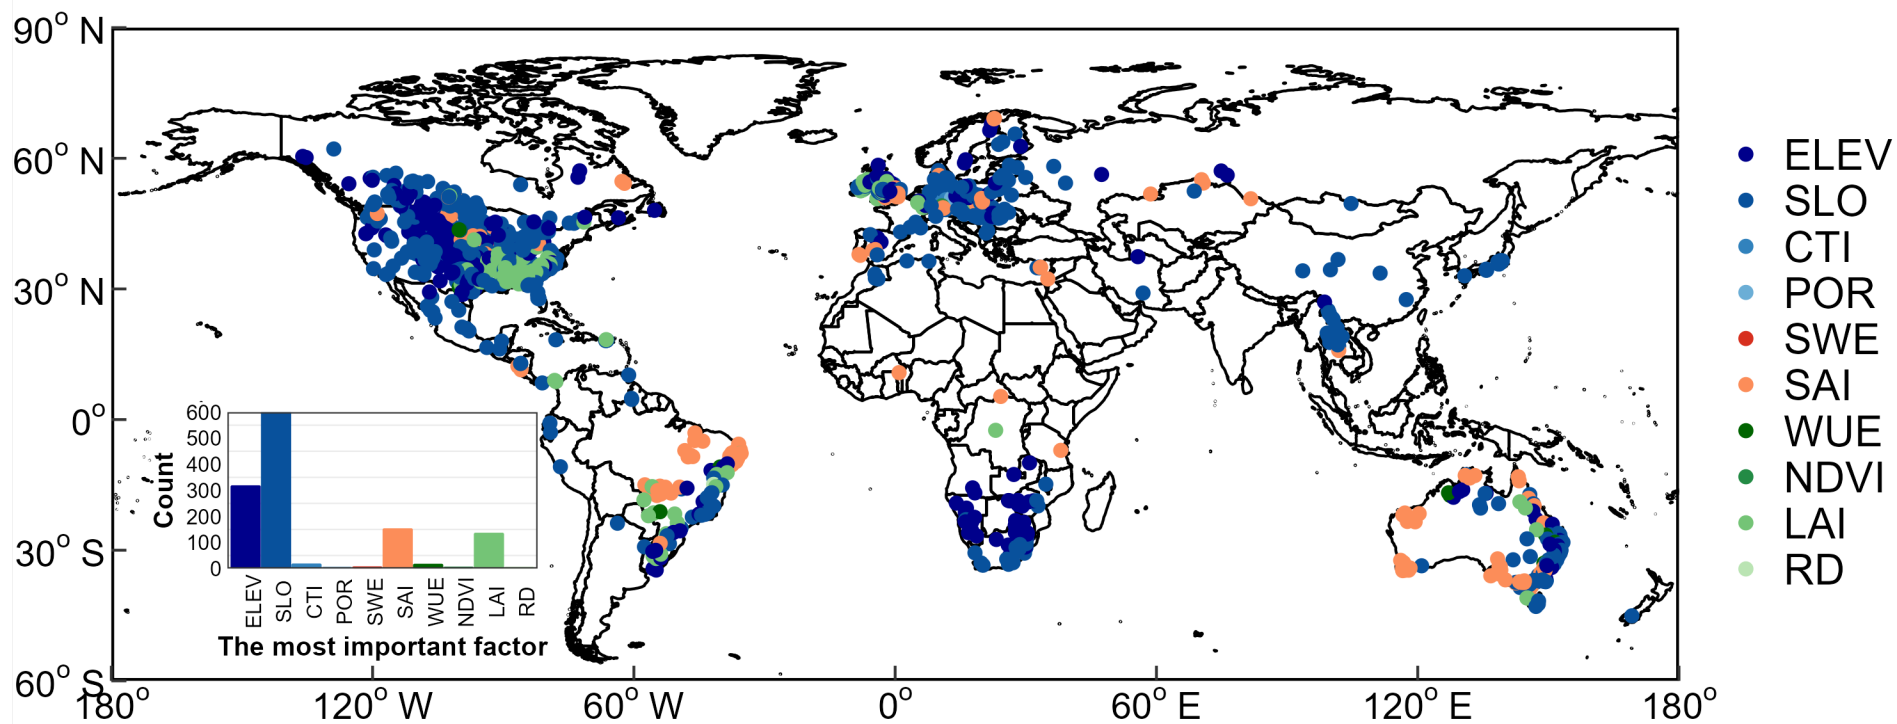 90° N
60° N
30° N
0°
30° S
60° S
180°
120° W
60° W
0°
60° E
120° E
180°
600
500
400
300
200
100
0
Count
ELEV
SLO
CTI
POR
SWE
SAI
WUE
NDVI
LAI
RD
The most important factor
ELEV
SLO
CTI
POR
SWE
SAI
WUE
NDVI
LAI
RD